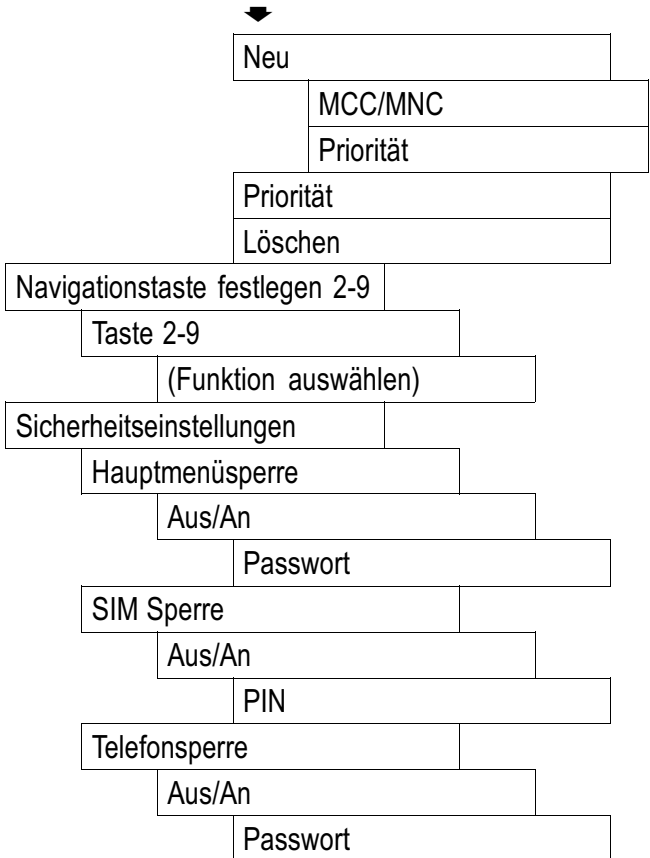 Neu
MCC/MNC
Priorität
Priorität
Löschen
Navigationstaste festlegen 2-9
Taste 2-9
(Funktion auswählen)
Sicherheitseinstellungen
Hauptmenüsperre
Aus/An
Passwort
SIM Sperre
Aus/An
PIN
Telefonsperre
Aus/An
Passwort